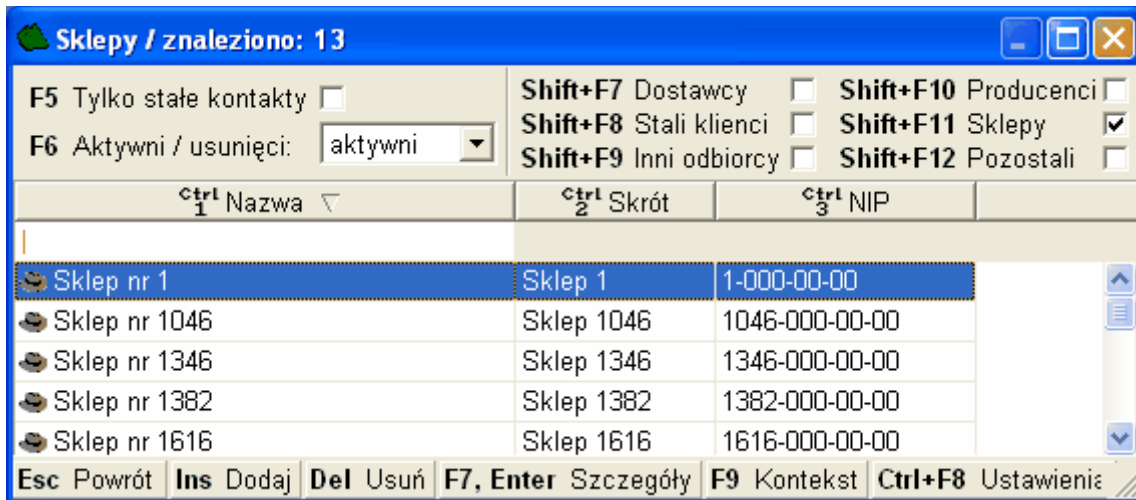 Sklepy / znaleziono: 13
F5 Tylko stałe kontakty
F6 Aktywni / usunięci: aktywni
Shift+F7 Dostawcy Shift+F10 Producenci
Shift+F8 Stali klienci Shift+F11 Sklepy
Shift+F9 Inni odbiorcy Shift+F12 Pozostali
Ctrl 1 Nazwa Ctrl 2 Skrót Ctrl 3 NIP
Sklep nr 1 Sklep 1 1-000-00-00
Sklep nr 1046 Sklep 1046 1046-000-00-00
Sklep nr 1346 Sklep 1346 1346-000-00-00
Sklep nr 1382 Sklep 1382 1382-000-00-00
Sklep nr 1616 Sklep 1616 1616-000-00-00
Esc Powrót Ins Dodaj Del Usuń F7, Enter Szczegóły F9 Kontekst Ctrl+F8 Ustawienia